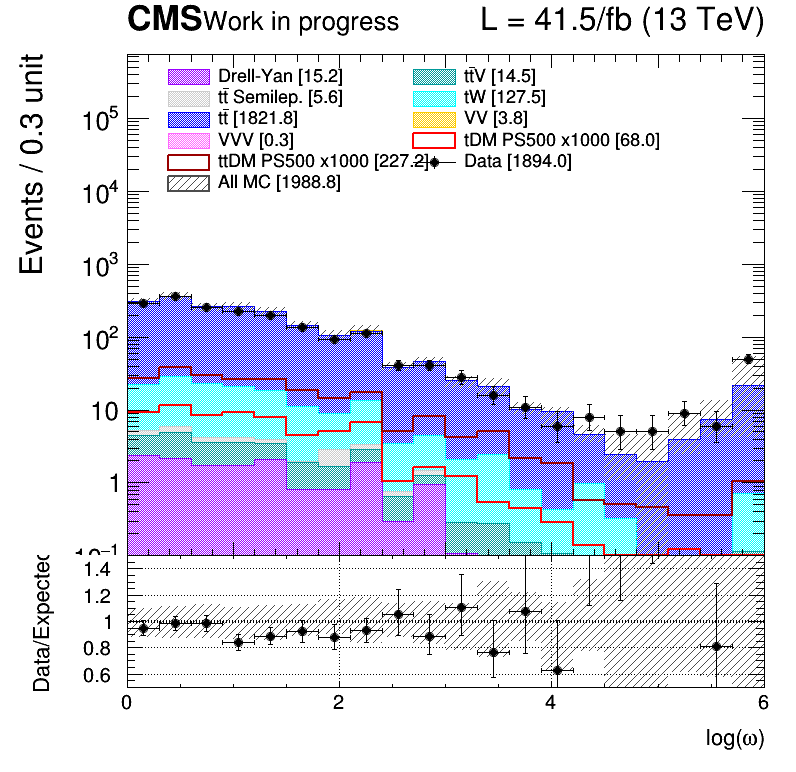 CMS Work in progress L = 41.5/fb (13 TeV)
Events / 0.3 unit
Drell-Yan [15.2] tt̄V [14.5]
tt̄ Semilep. [5.6] tW [127.5]
tt̄ [1821.8] VV [3.8]
VVV [0.3] tDM PS500 x1000 [68.0]
ttDM PS500 x1000 [227.2] Data [1894.0]
All MC [1988.8]
10⁵
10⁴
10³
10²
10
1
10⁻¹
Data/Expected
1.4
1.2
1
0.8
0.6
0 2 4 6
log(ω)